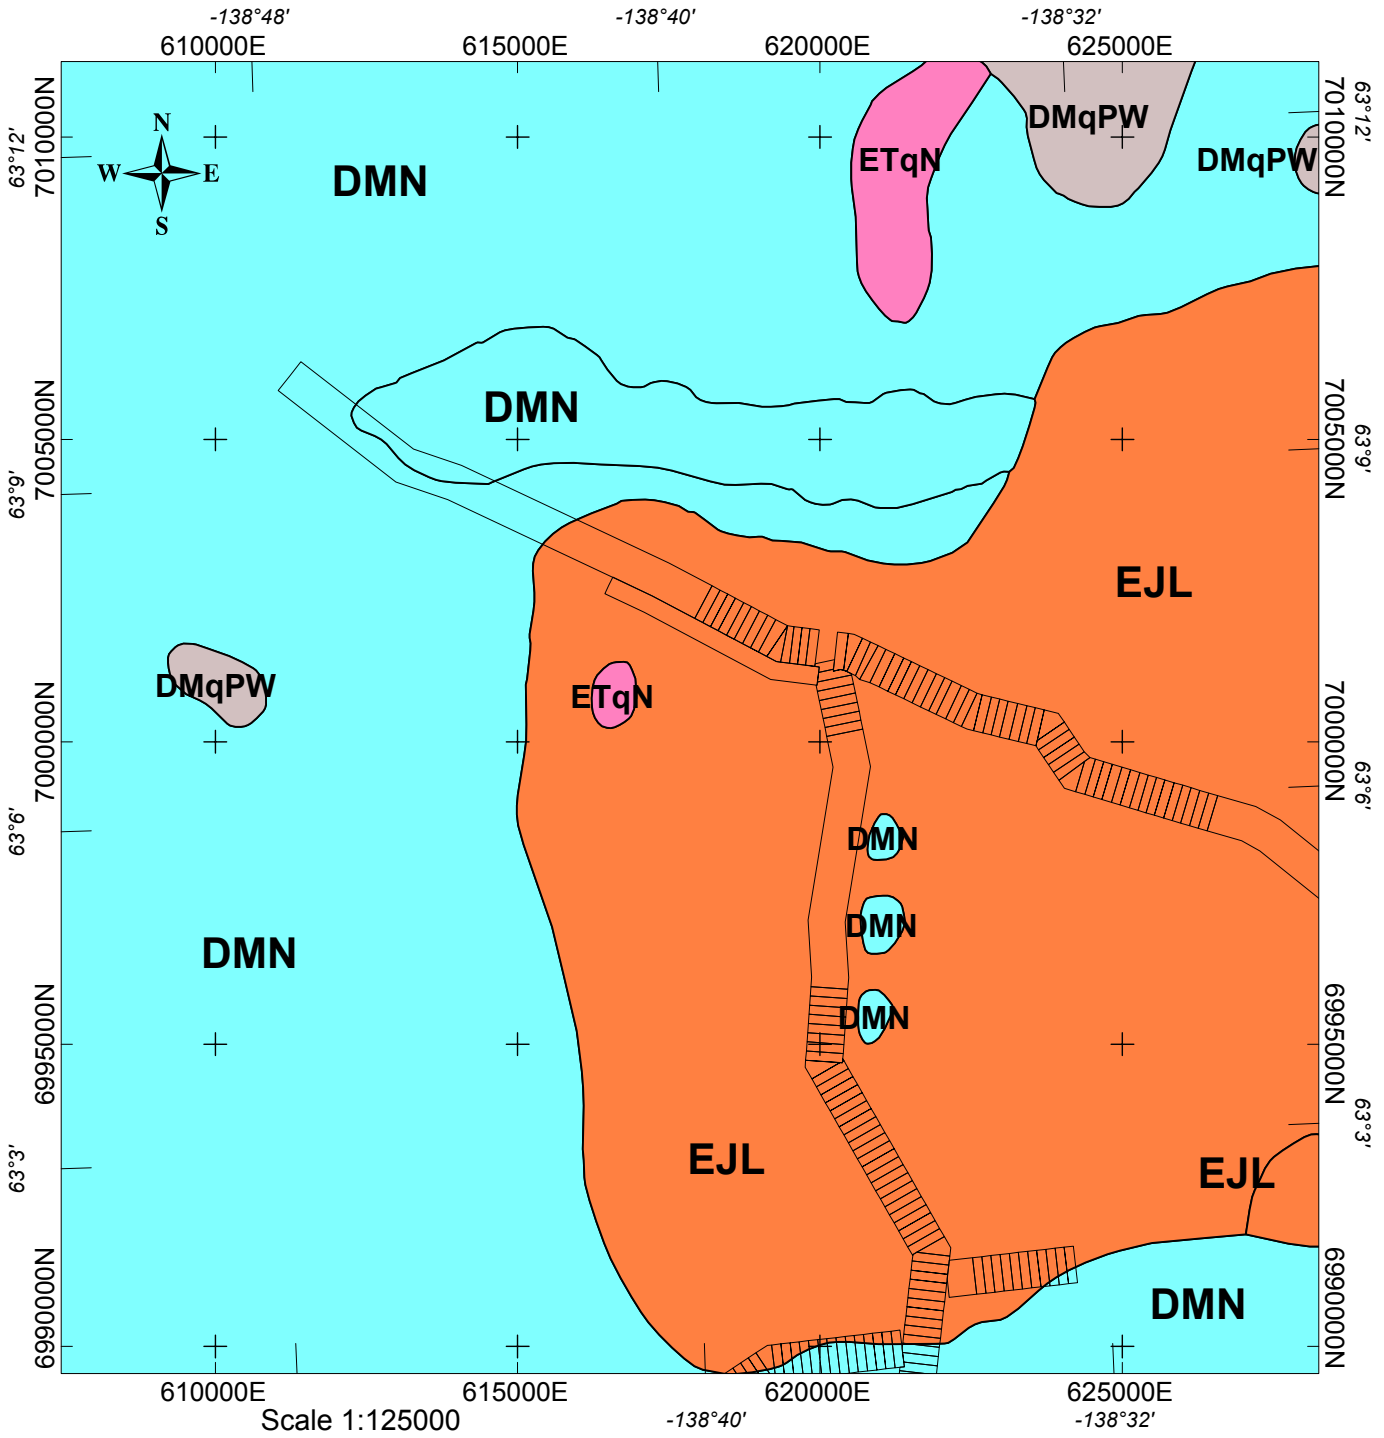 -138°48' -138°40' -138°32'
610000E 615000E 620000E 625000E
63°12'
7010000N
N
W E
S
DMN
ETqN
DMqPW
DMqPW
7010000N
63°12'
DMN
63°9'
7005000N
7005000N
63°9'
EJL
DMqPW
ETqN
7000000N
7000000N
63°6'
63°6'
DMN
DMN
DMN
DMN
6995000N
6995000N
63°3'
63°3'
EJL
EJL
DMN
6990000N
6990000N
610000E 615000E 620000E 625000E
Scale 1:125000 -138°40' -138°32'